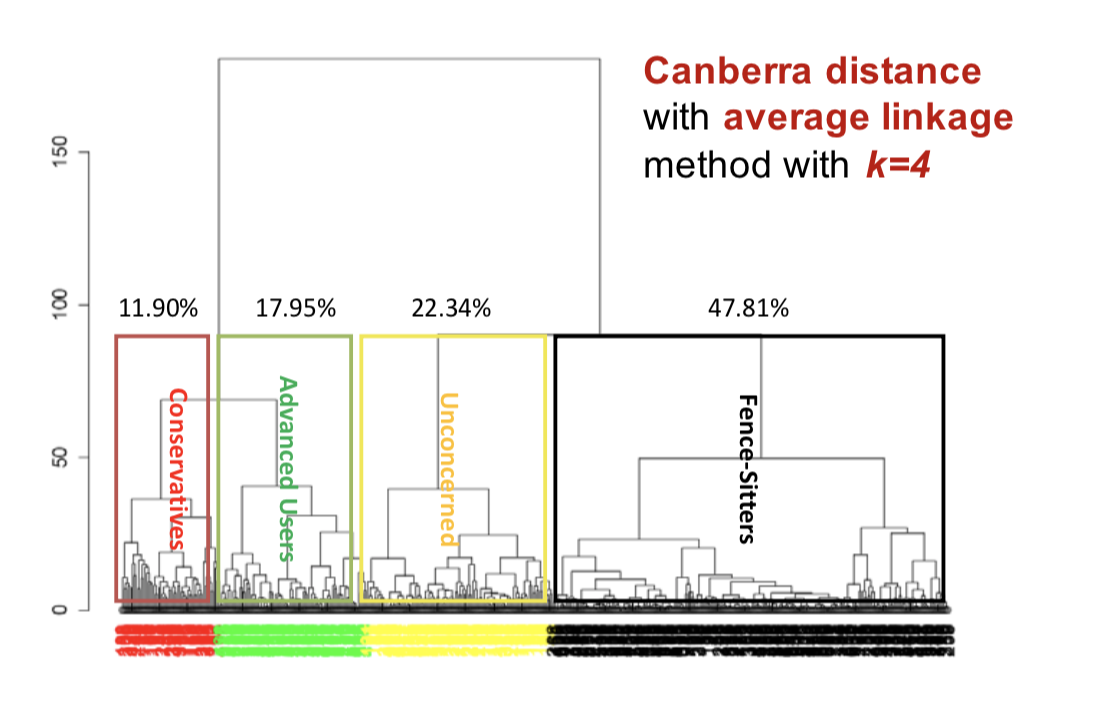 Canberra distance
with average linkage
method with k=4
150
100
50
0
11.90%
17.95%
22.34%
47.81%
Conservatives
Advanced Users
Unconcerned
Fence-Sitters